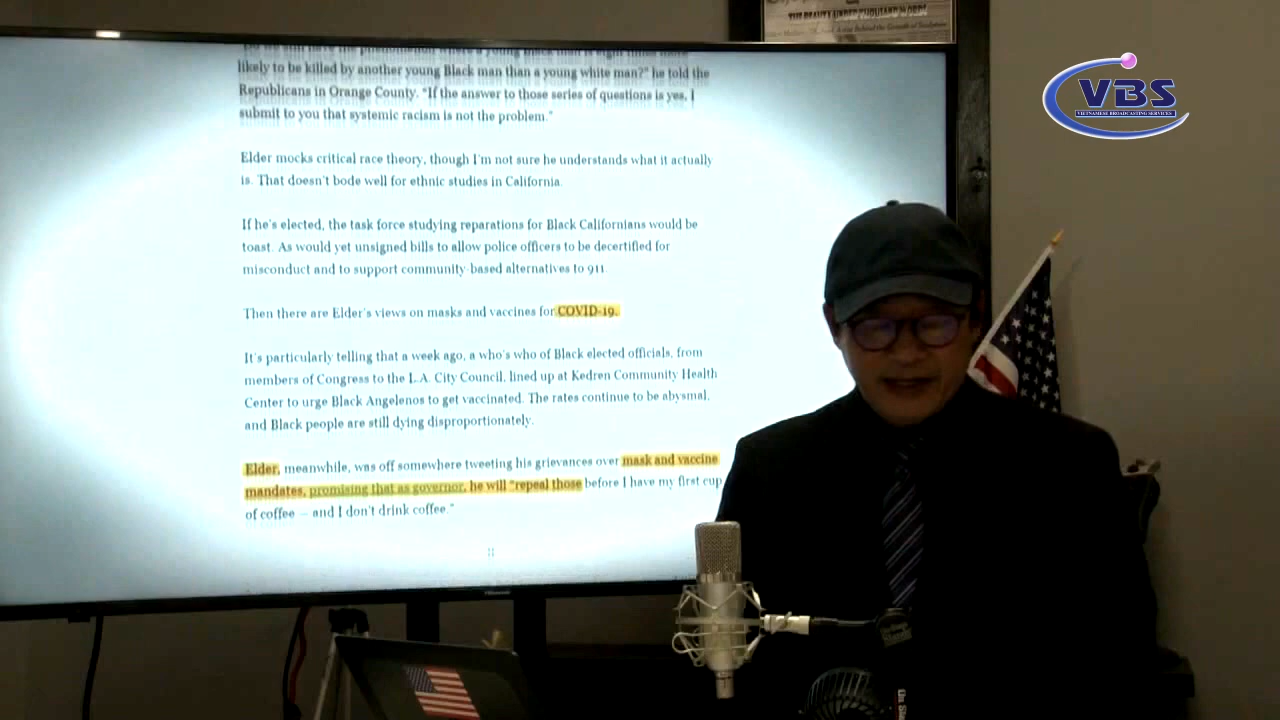 THE BEAUTY UNDER THOUSAND WORDS
VBS
VIETNAMESE BROADCASTING SERVICES
likely to be killed by another young Black man than a young white man?" he told the
Republicans in Orange County. "If the answer to those series of questions is yes, I
submit to you that systemic racism is not the problem."
Elder mocks critical race theory, though I'm not sure he understands what it actually
is. That doesn't bode well for ethnic studies in California.
If he's elected, the task force studying reparations for Black Californians would be
toast. As would yet unsigned bills to allow police officers to be decertified for
misconduct and to support community-based alternatives to 911.
Then there are Elder's views on masks and vaccines for COVID-19.
It's particularly telling that a week ago, a who's who of Black elected officials, from
members of Congress to the L.A. City Council, lined up at Kedren Community Health
Center to urge Black Angelenos to get vaccinated. The rates continue to be abysmal,
and Black people are still dying disproportionately.
Elder, meanwhile, was off somewhere tweeting his grievances over mask and vaccine
mandates, promising that as governor, he will "repeal those before I have my first cup
of coffee — and I don't drink coffee."